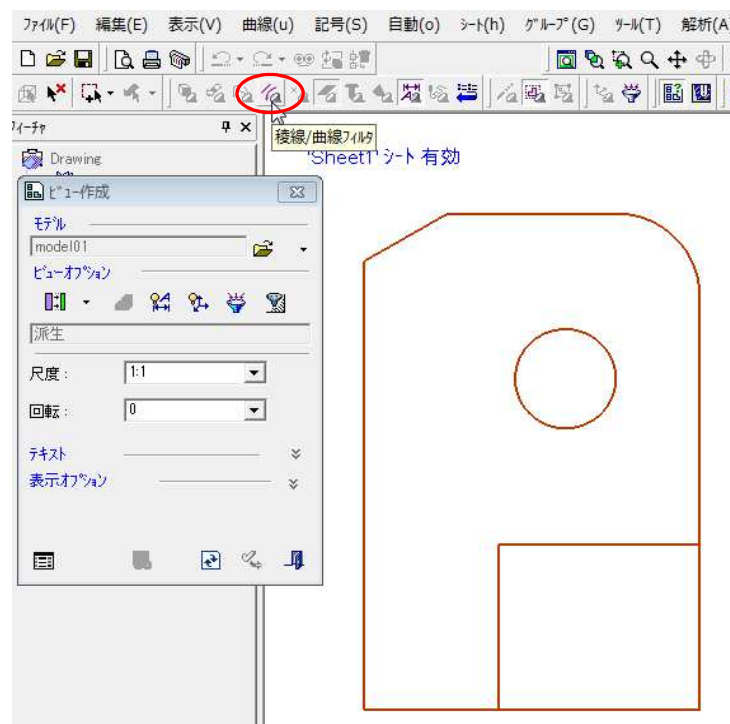 ﾌｧｲﾙ(F) 編集(E) 表示(V) 曲線(u) 記号(S) 自動(o) ｼｰﾄ(h) ｸﾞﾙｰﾌﾟ(G) ﾂｰﾙ(T) 解析(A)
ｨｰﾁｬ
稜線/曲線ﾌｨﾙﾀ
Drawing
'Sheet1' ｼｰﾄ 有効
ﾋﾞｭｰ作成
ﾓﾃﾞﾙ
model01
ﾋﾞｭｰｵﾌﾟｼｮﾝ
派生
尺度 : 1:1
回転 : 0
ﾃｷｽﾄ
表示ｵﾌﾟｼｮﾝ